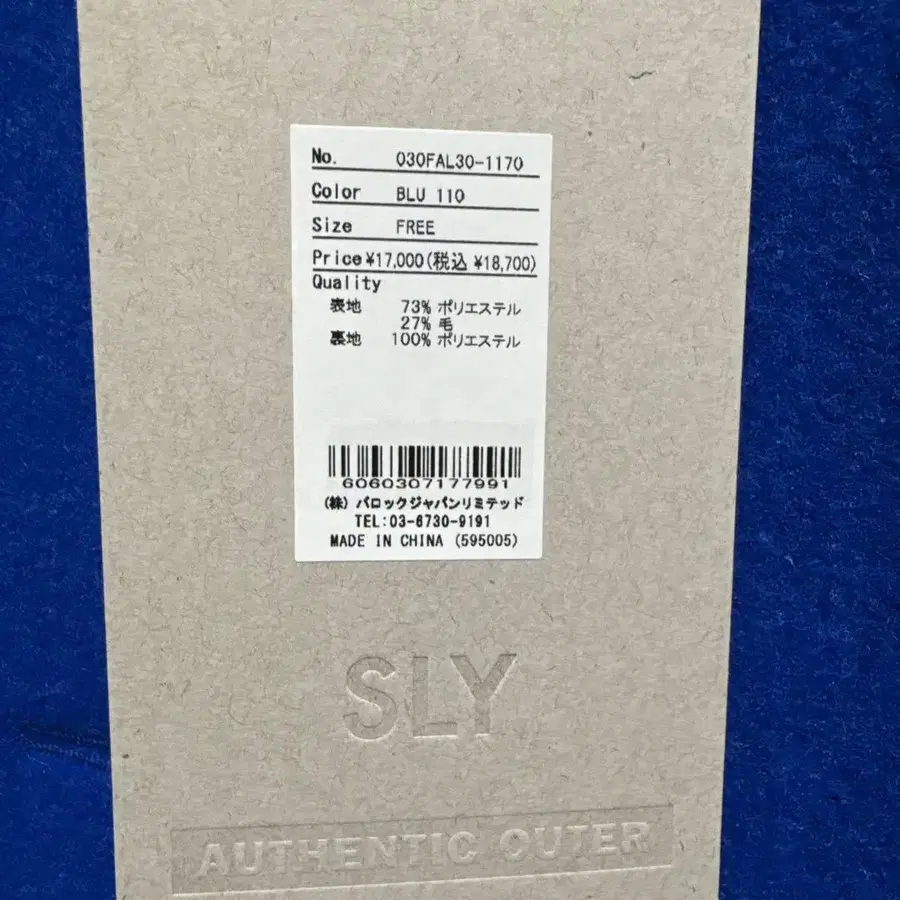 No. 030FAL30-1170
Color BLU 110
Size FREE
Price ¥17,000(税込 ¥18,700)
Quality
表地 73% ポリエステル
27% 毛
裏地 100% ポリエステル
6060307177991
(株) バロックジャパンリミテッド
TEL:03-6730-9191
MADE IN CHINA (595005)
SLY
AUTHENTIC OUTER